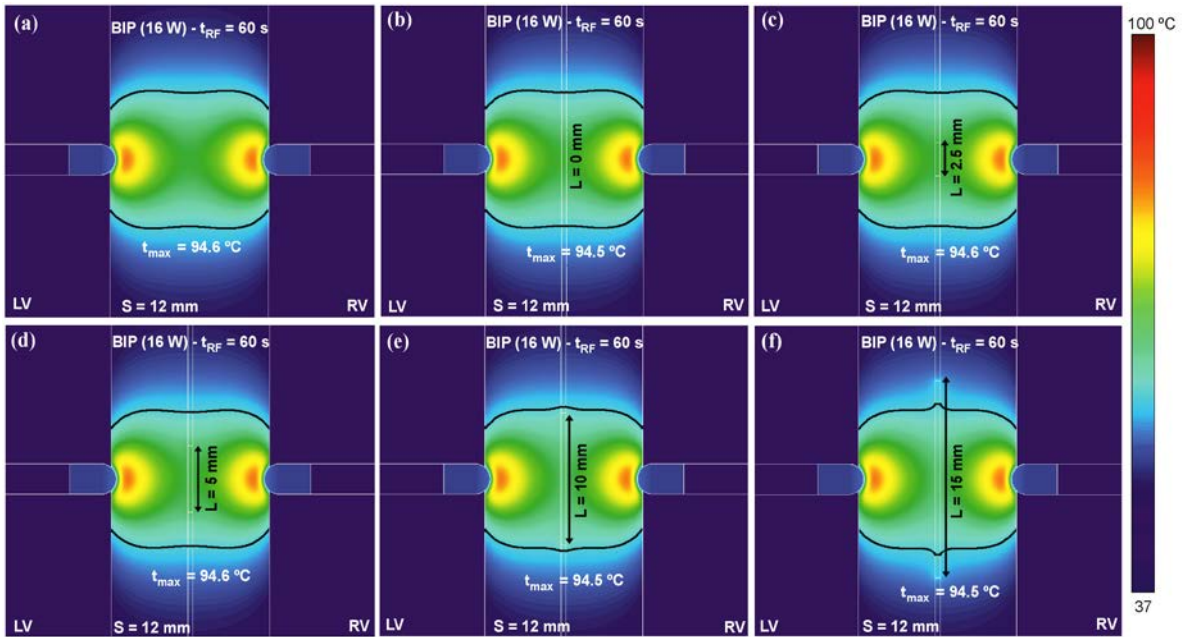 (a)
BIP (16 W) - tRF = 60 s
tmax = 94.6 ºC
LV
S = 12 mm
RV
(b)
BIP (16 W) - tRF = 60 s
L = 0 mm
tmax = 94.5 ºC
LV
S = 12 mm
RV
(c)
BIP (16 W) - tRF = 60 s
L = 2.5 mm
tmax = 94.6 ºC
LV
S = 12 mm
RV
100 ºC
(d)
BIP (16 W) - tRF = 60 s
L = 5 mm
tmax = 94.6 ºC
LV
S = 12 mm
RV
(e)
BIP (16 W) - tRF = 60 s
L = 10 mm
tmax = 94.5 ºC
LV
S = 12 mm
RV
(f)
BIP (16 W) - tRF = 60 s
L = 15 mm
tmax = 94.5 ºC
LV
S = 12 mm
RV
37